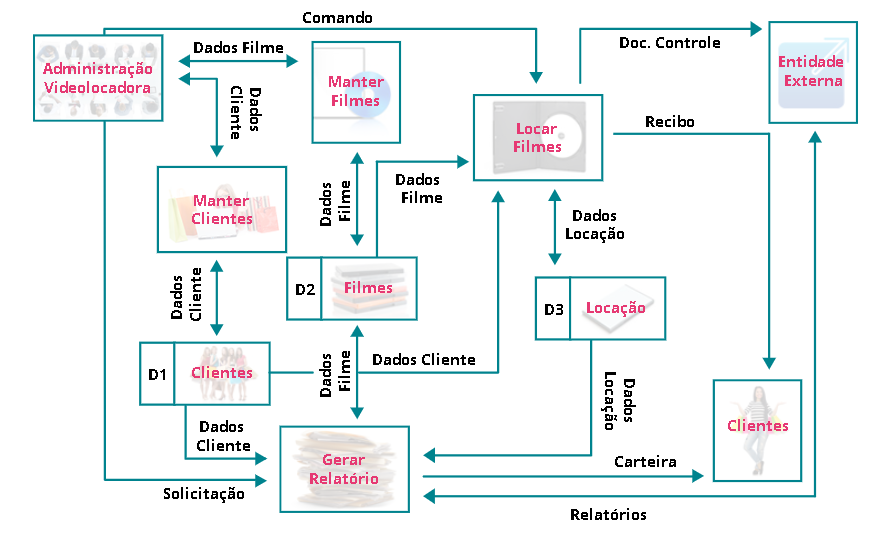 Comando
Doc. Controle
Administração
Videolocadora
Dados Filme
Manter
Filmes
Entidade
Externa
Dados
Cliente
Locar
Filmes
Recibo
Manter
Clientes
Dados
Filme
Dados
Filme
Dados
Locação
Dados
Cliente
D2
Filmes
D3
Locação
D1
Clientes
Dados
Filme
Dados Cliente
Dados
Locação
Clientes
Dados
Cliente
Gerar
Relatório
Carteira
Solicitação
Relatórios